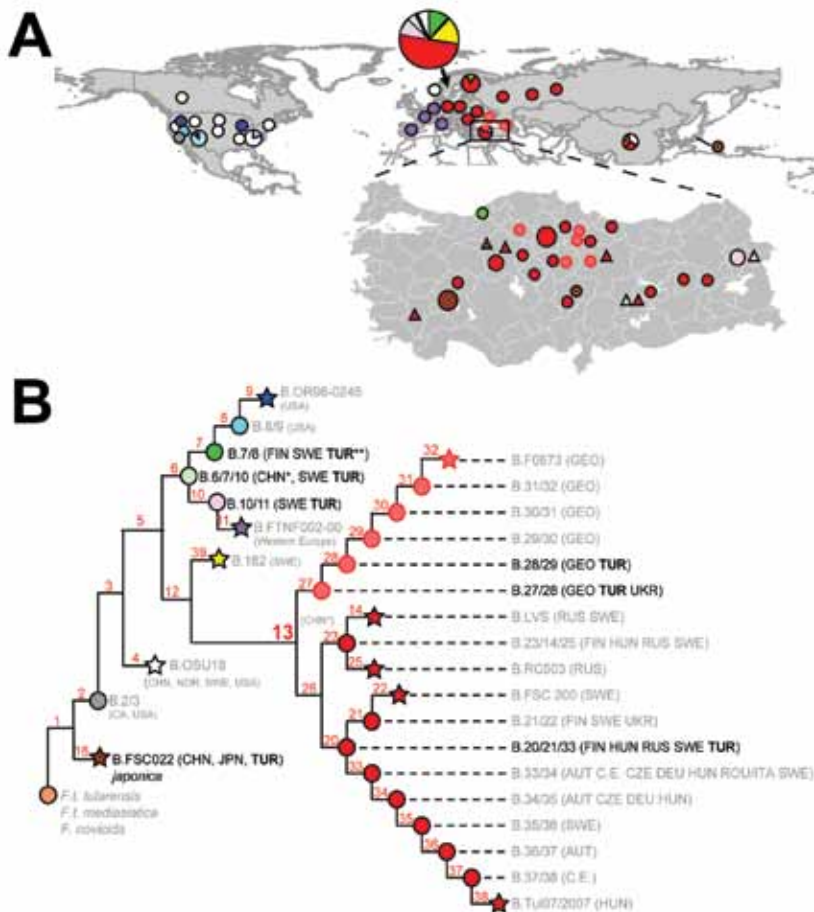 A
B
9
B.OR96-0246
(USA)
8
B.8/9 (USA)
7
B.7/8 (FIN SWE TUR**)
6
B.6/7/10 (CHN*, SWE TUR)
10
B.10/11 (SWE TUR)
11
B.FTNF002-00
(Western Europe)
5
39
B.162 (SWE)
12
3
13
(CHN*)
4
B.OSU18
(CHN, NOR, SWE, USA)
2
B.2/3
(CA, USA)
1
16
B.FSC022 (CHN, JPN, TUR)
japonica
F.t. tularensis
F.t. mediasiatica
F. novicida
32
B.F0673 (GEO)
31
B.31/32 (GEO)
30
B.30/31 (GEO)
29
B.29/30 (GEO)
28
B.28/29 (GEO TUR)
27
B.27/28 (GEO TUR UKR)
14
B.LVS (RUS SWE)
23
B.23/14/25 (FIN HUN RUS SWE)
25
B.RC503 (RUS)
26
22
B.FSC 200 (SWE)
21
B.21/22 (FIN SWE UKR)
20
B.20/21/33 (FIN HUN RUS SWE TUR)
33
B.33/34 (AUT C.E. CZE DEU HUN ROU/ITA SWE)
34
B.34/35 (AUT CZE DEU HUN)
35
B.35/36 (SWE)
36
B.36/37 (AUT)
37
B.37/38 (C.E.)
38
B.Tul07/2007 (HUN)